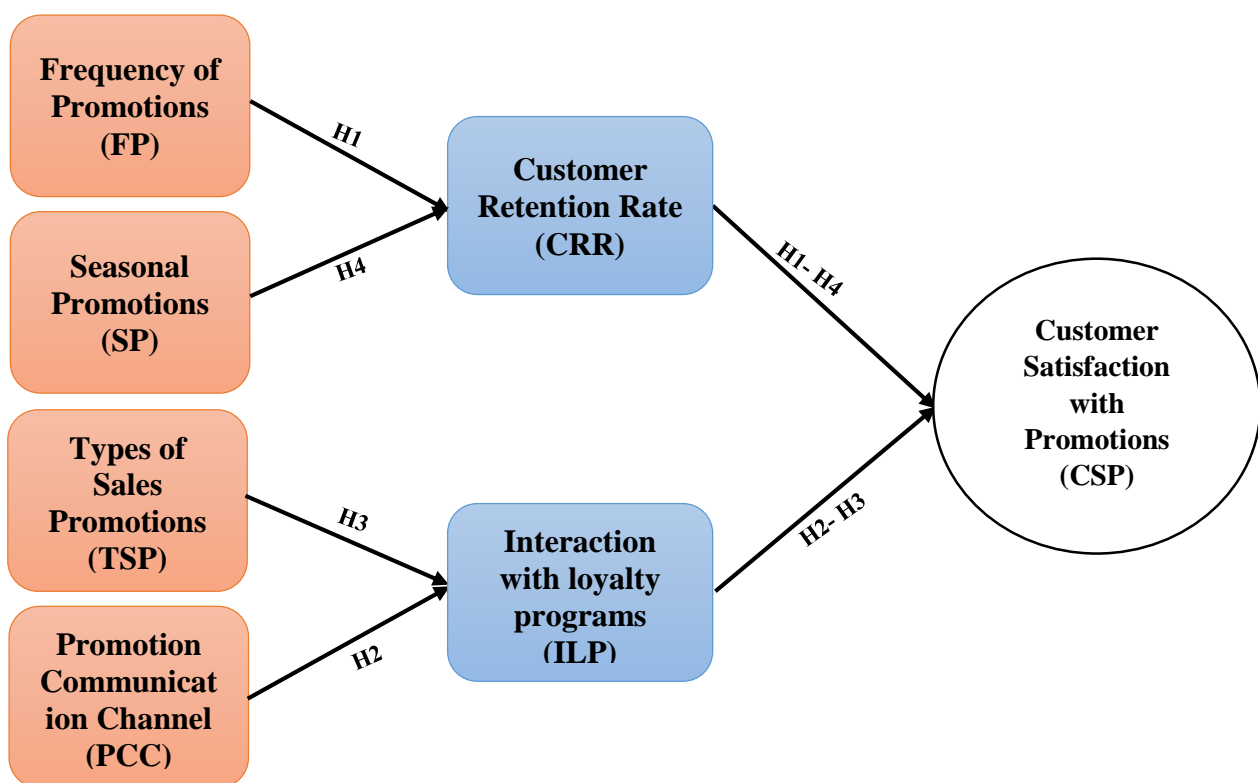 Frequency of
Promotions
(FP)
H1
Seasonal
Promotions
(SP)
H4
Customer
Retention Rate
(CRR)
H1- H4
Types of
Sales
Promotions
(TSP)
H3
Promotion
Communicat
ion Channel
(PCC)
H2
Interaction
with loyalty
programs
(ILP)
H2- H3
Customer
Satisfaction
with
Promotions
(CSP)